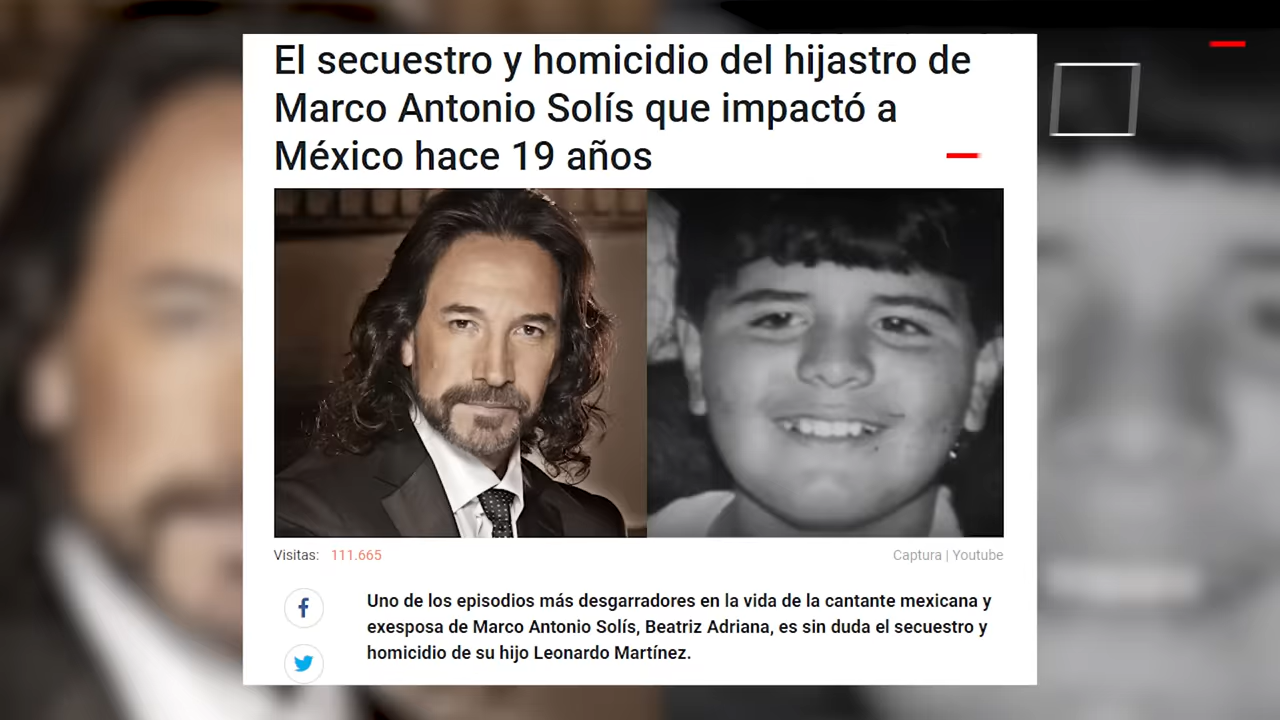 El secuestro y homicidio del hijastro de
Marco Antonio Solís que impactó a
México hace 19 años
Visitas: 111.665
Captura | Youtube
Uno de los episodios más desgarradores en la vida de la cantante mexicana y
exesposa de Marco Antonio Solís, Beatriz Adriana, es sin duda el secuestro y
homicidio de su hijo Leonardo Martínez.